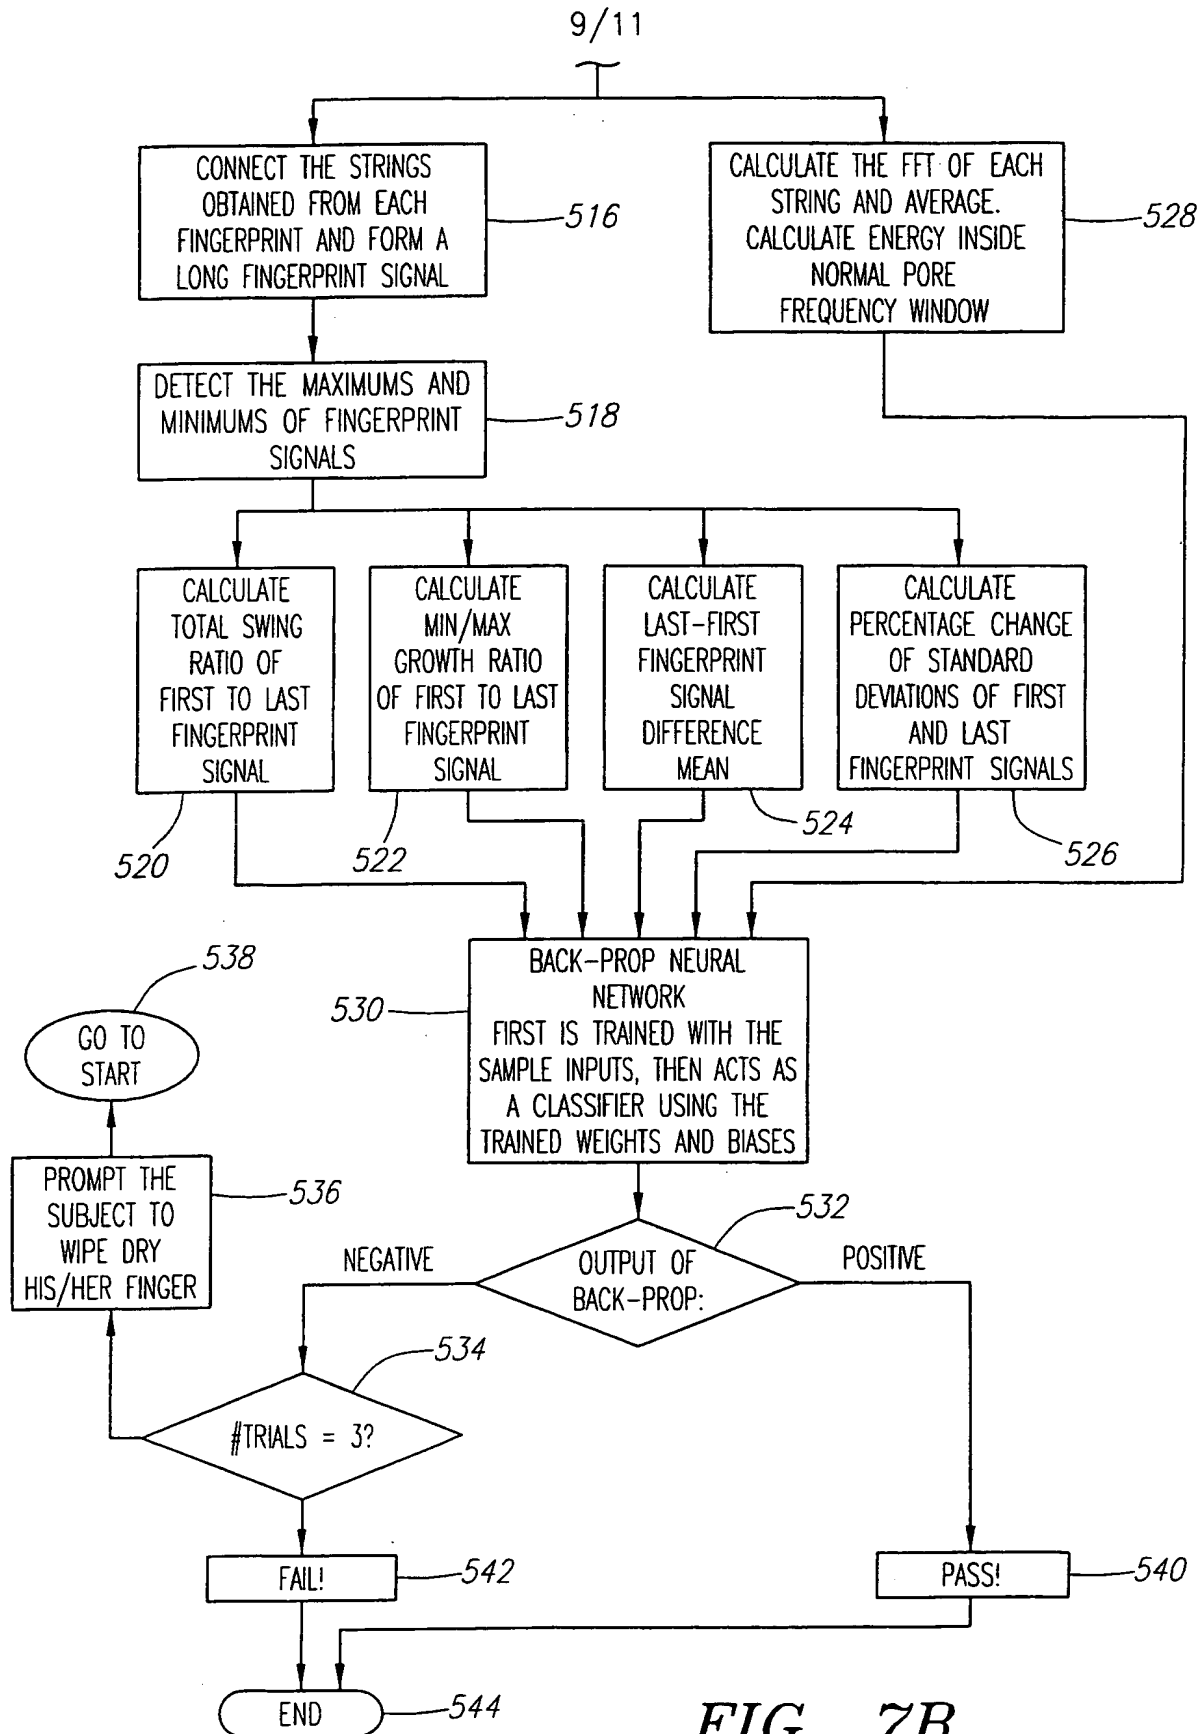 9/11
CONNECT THE STRINGS
OBTAINED FROM EACH
FINGERPRINT AND FORM A
LONG FINGERPRINT SIGNAL
516
CALCULATE THE FFT OF EACH
STRING AND AVERAGE.
CALCULATE ENERGY INSIDE
NORMAL PORE
FREQUENCY WINDOW
528
DETECT THE MAXIMUMS AND
MINIMUMS OF FINGERPRINT
SIGNALS
518
CALCULATE
TOTAL SWING
RATIO OF
FIRST TO LAST
FINGERPRINT
SIGNAL
520
CALCULATE
MIN/MAX
GROWTH RATIO
OF FIRST TO LAST
FINGERPRINT
SIGNAL
522
CALCULATE
LAST-FIRST
FINGERPRINT
SIGNAL
DIFFERENCE
MEAN
524
CALCULATE
PERCENTAGE CHANGE
OF STANDARD
DEVIATIONS OF FIRST
AND LAST
FINGERPRINT SIGNALS
526
BACK-PROP NEURAL
NETWORK
FIRST IS TRAINED WITH THE
SAMPLE INPUTS, THEN ACTS AS
A CLASSIFIER USING THE
TRAINED WEIGHTS AND BIASES
530
538
GO TO
START
PROMPT THE
SUBJECT TO
WIPE DRY
HIS/HER FINGER
536
532
OUTPUT OF
BACK-PROP:
NEGATIVE
POSITIVE
534
#TRIALS = 3?
FAIL!
542
PASS!
540
END
544
FIG. 7B